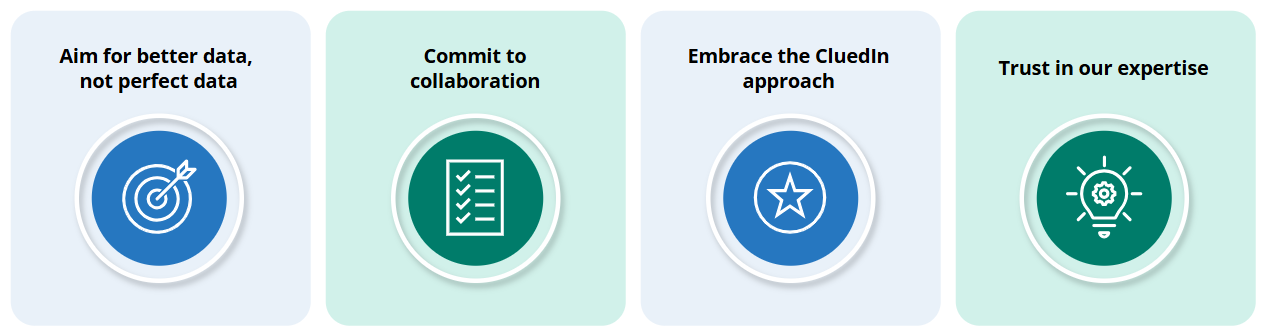 Aim for better data,
not perfect data
Commit to
collaboration
Embrace the CluedIn
approach
Trust in our expertise